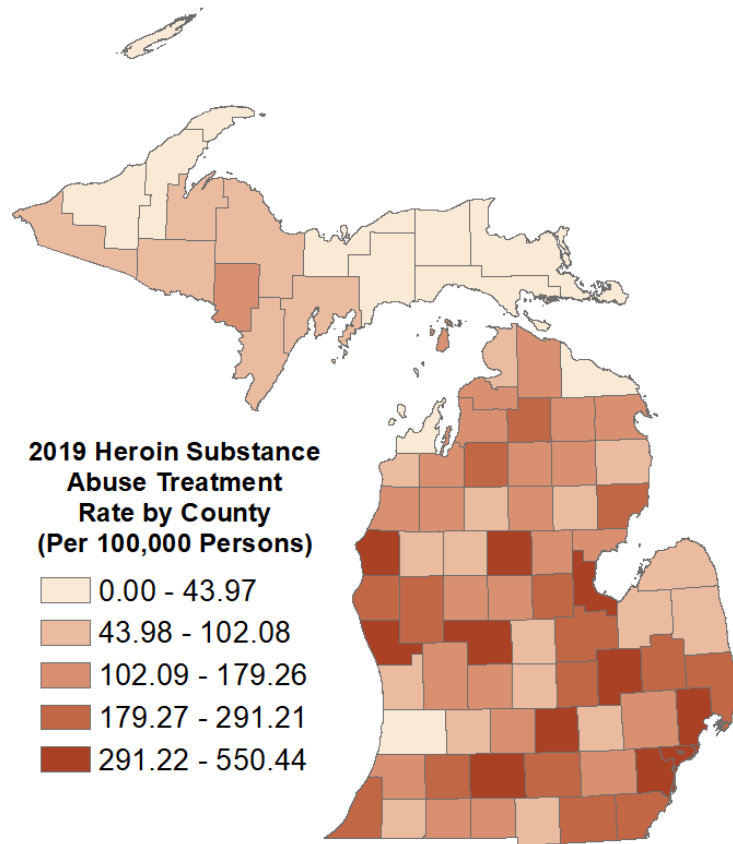 2019 Heroin Substance
Abuse Treatment
Rate by County
(Per 100,000 Persons)
0.00 - 43.97
43.98 - 102.08
102.09 - 179.26
179.27 - 291.21
291.22 - 550.44